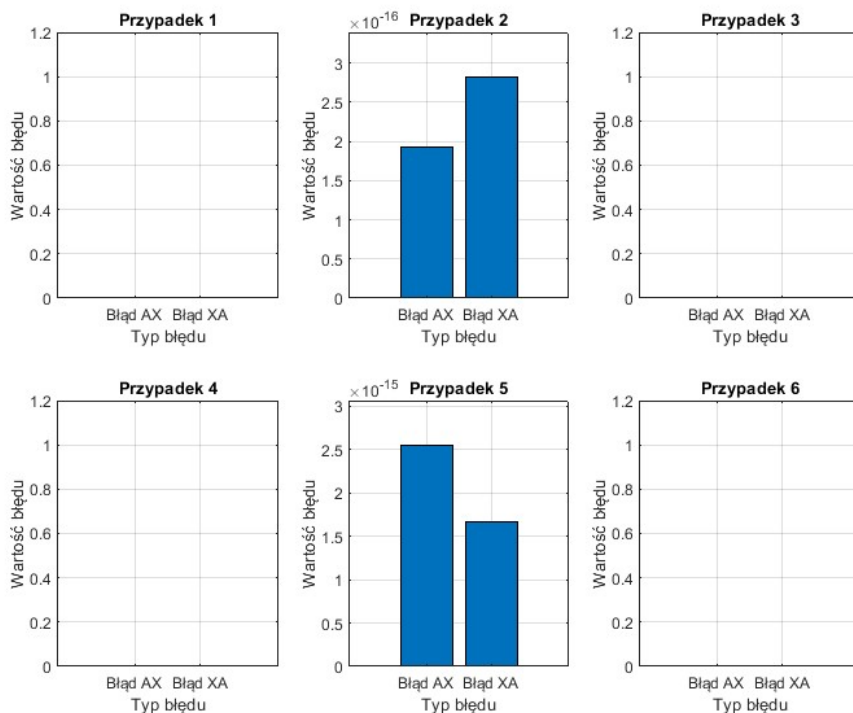 Przypadek 1
1.2
1
0.8
0.6
0.4
0.2
0
Wartość błędu
Błąd AX Błąd XA
Typ błędu
×10-16
Przypadek 2
3
2.5
2
1.5
1
0.5
0
Wartość błędu
Błąd AX Błąd XA
Typ błędu
Przypadek 3
1.2
1
0.8
0.6
0.4
0.2
0
Wartość błędu
Błąd AX Błąd XA
Typ błędu
Przypadek 4
1.2
1
0.8
0.6
0.4
0.2
0
Wartość błędu
Błąd AX Błąd XA
Typ błędu
×10-15
Przypadek 5
3
2.5
2
1.5
1
0.5
0
Wartość błędu
Błąd AX Błąd XA
Typ błędu
Przypadek 6
1.2
1
0.8
0.6
0.4
0.2
0
Wartość błędu
Błąd AX Błąd XA
Typ błędu